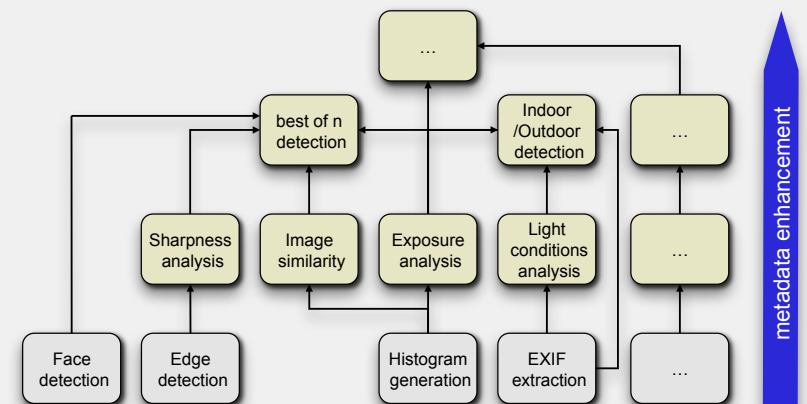 ...
best of n
detection
Indoor
/Outdoor
detection
...
Sharpness
analysis
Image
similarity
Exposure
analysis
Light
conditions
analysis
...
Face
detection
Edge
detection
Histogram
generation
EXIF
extraction
...
metadata enhancement